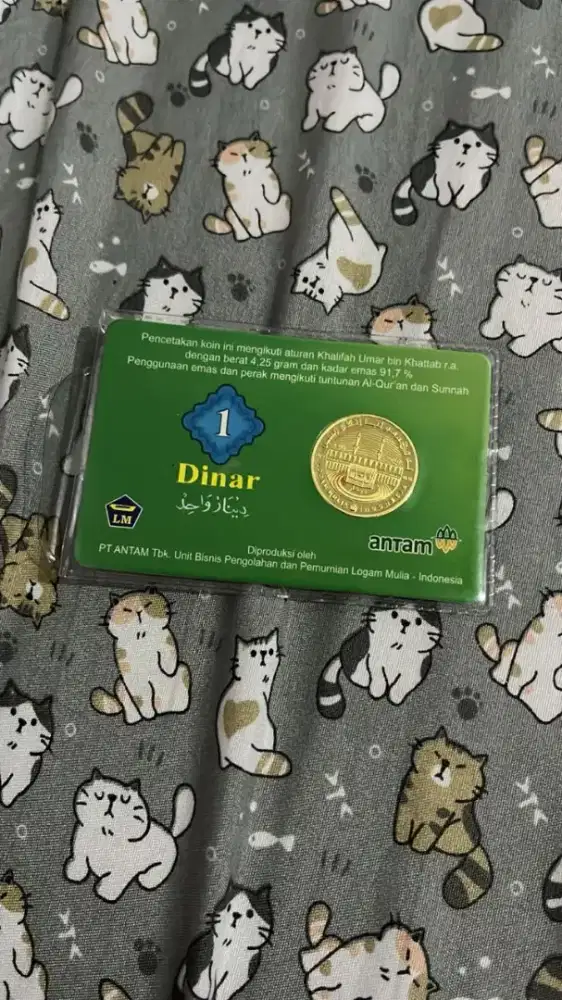 Pencetakan koin ini mengikuti aturan Khalifah Umar bin Khattab r.a.
dengan berat 4,25 gram dan kadar emas 91,7 %
Penggunaan emas dan perak mengikuti tuntunan Al-Qur'an dan Sunnah
1
Dinar
دِيْنَارٌ وَاحِدٌ
LM
antam
Diproduksi oleh
PT ANTAM Tbk. Unit Bisnis Pengolahan dan Pemurnian Logam Mulia - Indonesia